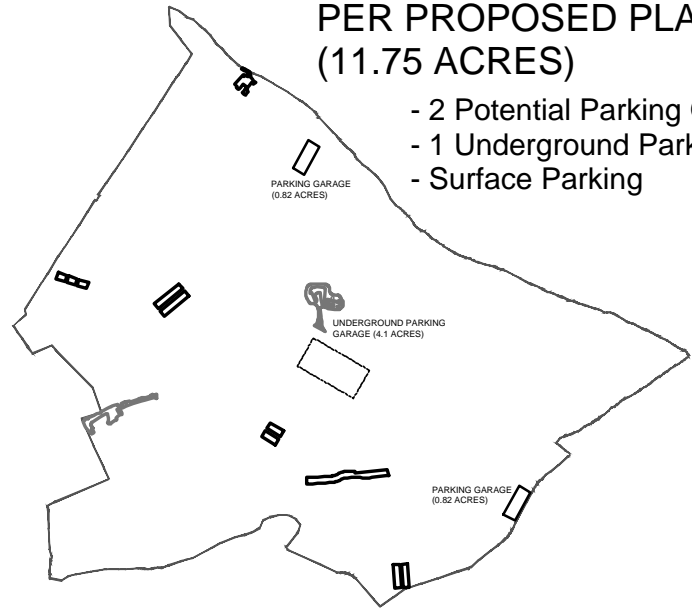 PER PROPOSED PLA
(11.75 ACRES)
- 2 Potential Parking
- 1 Underground Park
- Surface Parking
PARKING GARAGE
(0.82 ACRES)
UNDERGROUND PARKING
GARAGE (4.1 ACRES)
PARKING GARAGE
(0.82 ACRES)